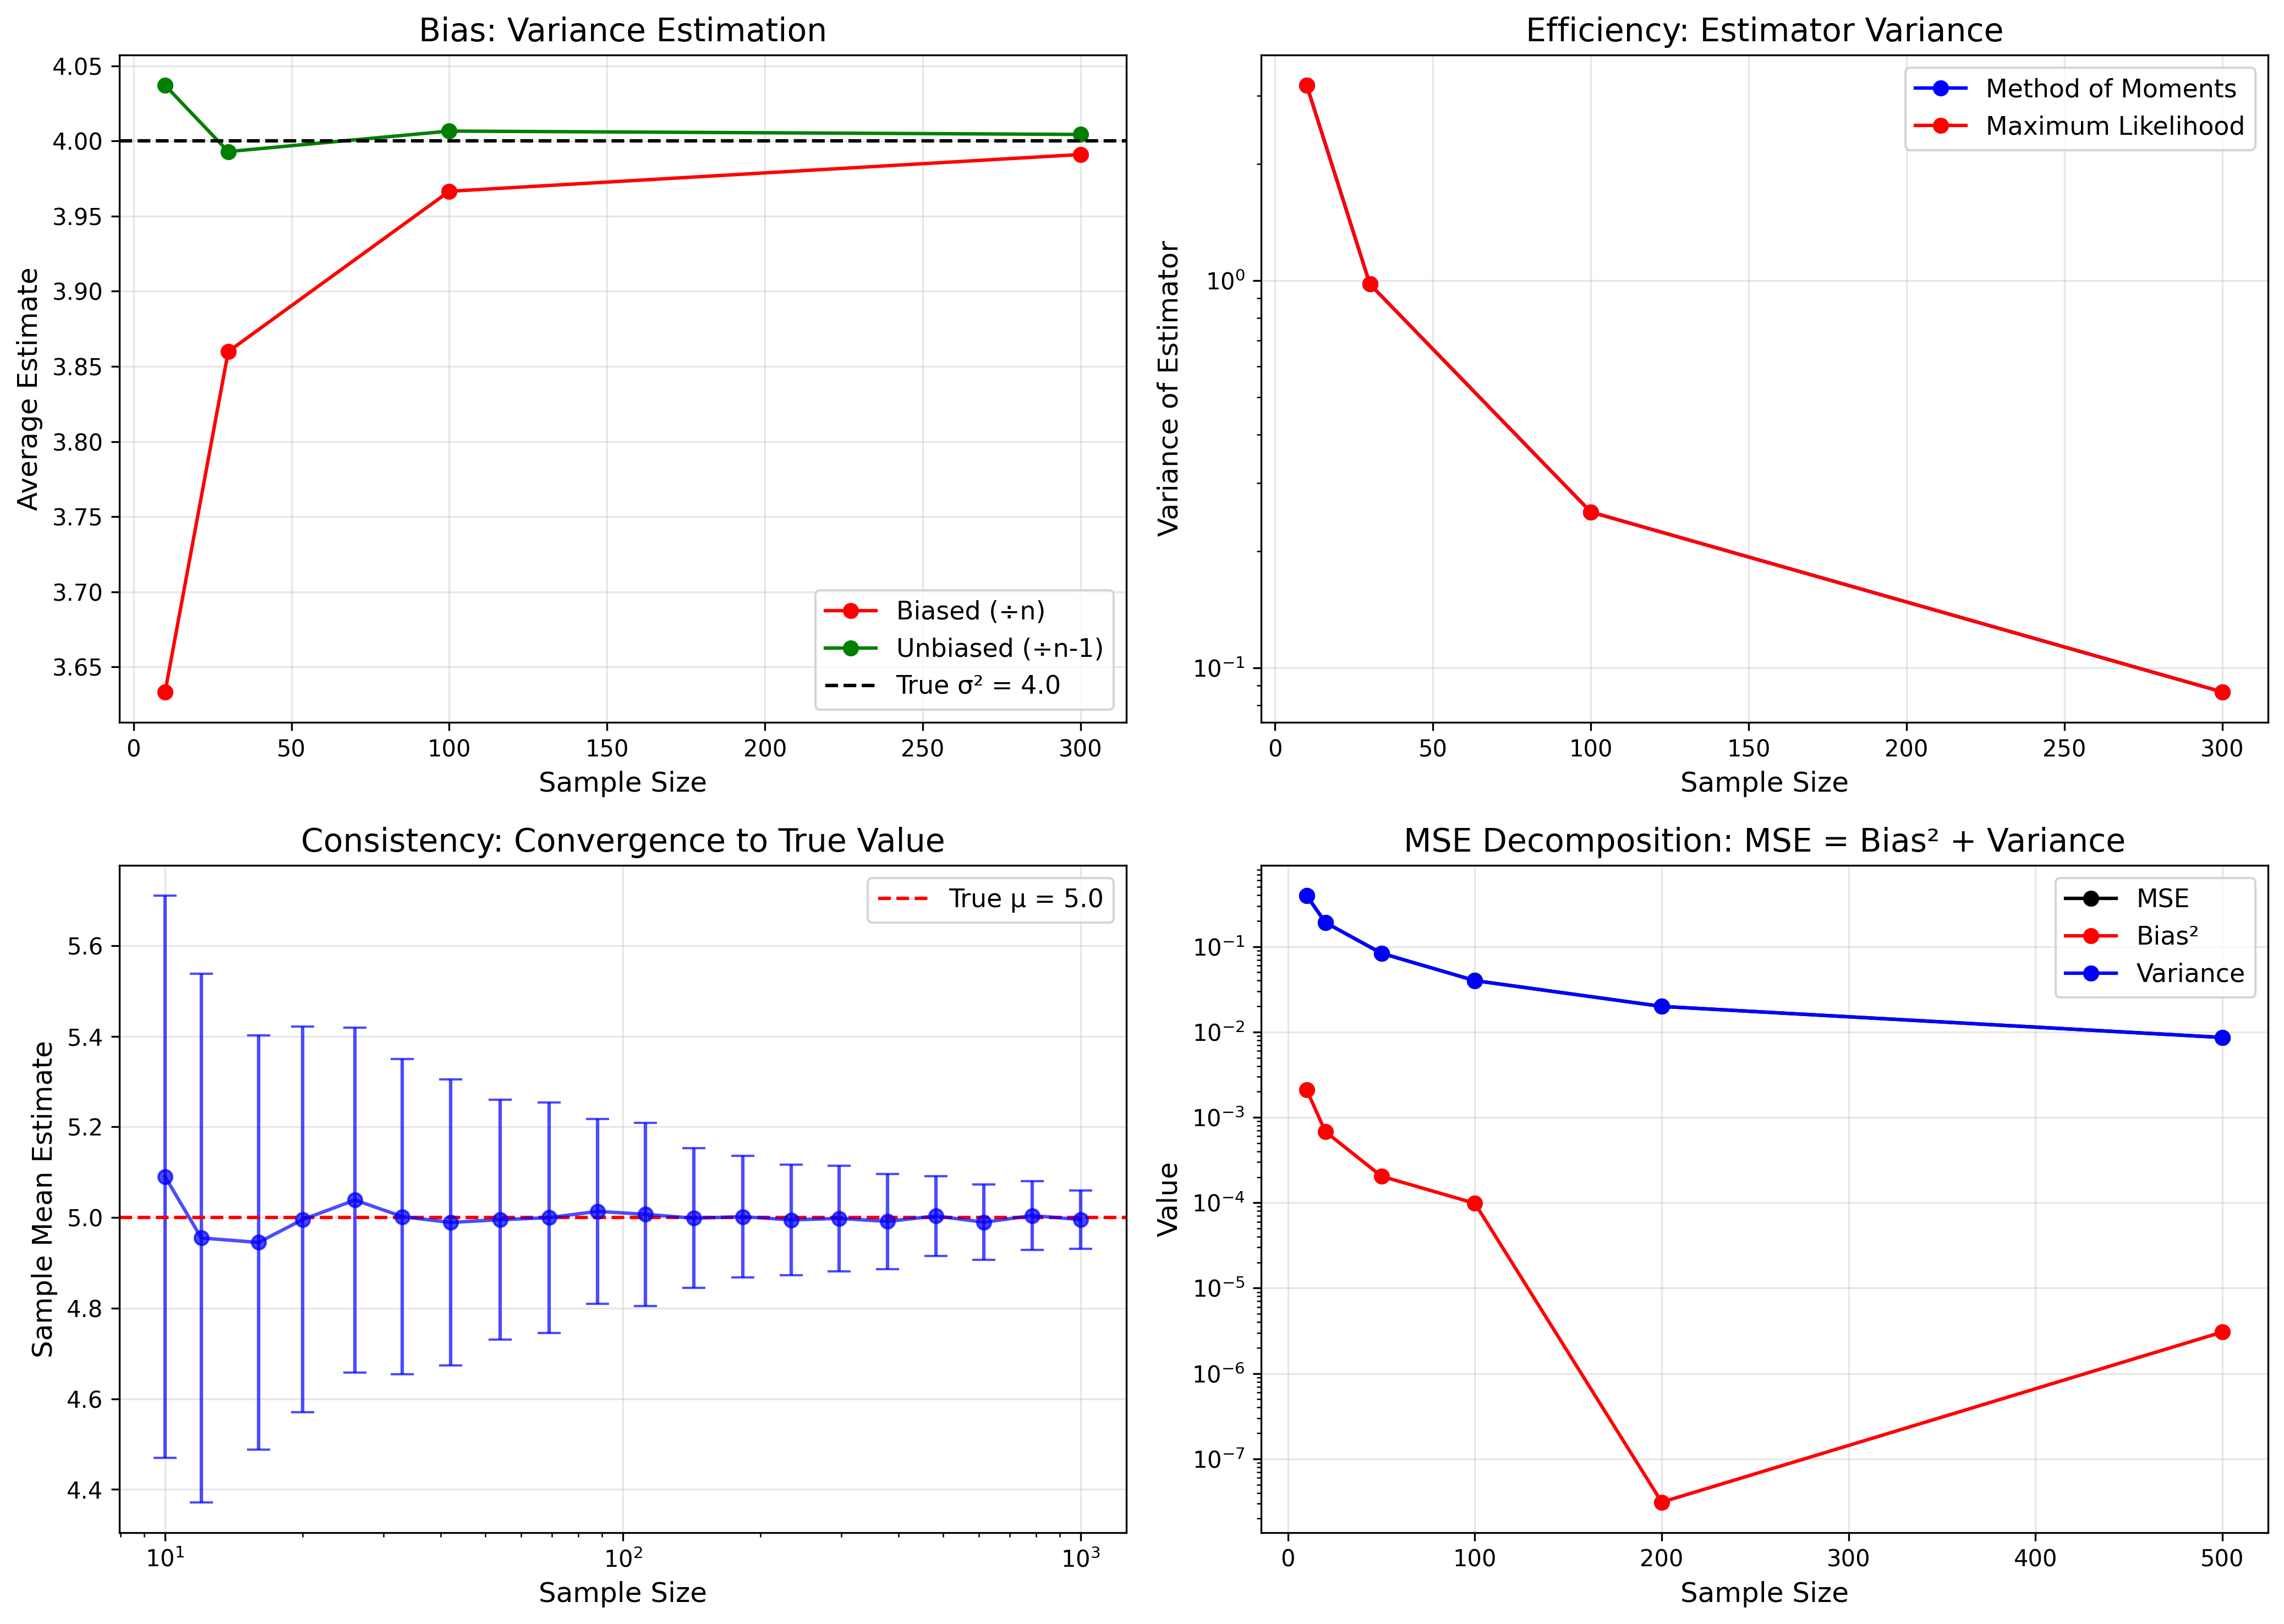 Bias: Variance Estimation
Average Estimate
4.05
4.00
3.95
3.90
3.85
3.80
3.75
3.70
3.65
Biased (÷n)
Unbiased (÷n-1)
True σ² = 4.0
0 50 100 150 200 250 300
Sample Size
Efficiency: Estimator Variance
Variance of Estimator
10⁰
10⁻¹
Method of Moments
Maximum Likelihood
0 50 100 150 200 250 300
Sample Size
Consistency: Convergence to True Value
Sample Mean Estimate
5.6
5.4
5.2
5.0
4.8
4.6
4.4
True μ = 5.0
10¹ 10² 10³
Sample Size
MSE Decomposition: MSE = Bias² + Variance
Value
10⁻¹
10⁻²
10⁻³
10⁻⁴
10⁻⁵
10⁻⁶
10⁻⁷
MSE
Bias²
Variance
0 100 200 300 400 500
Sample Size